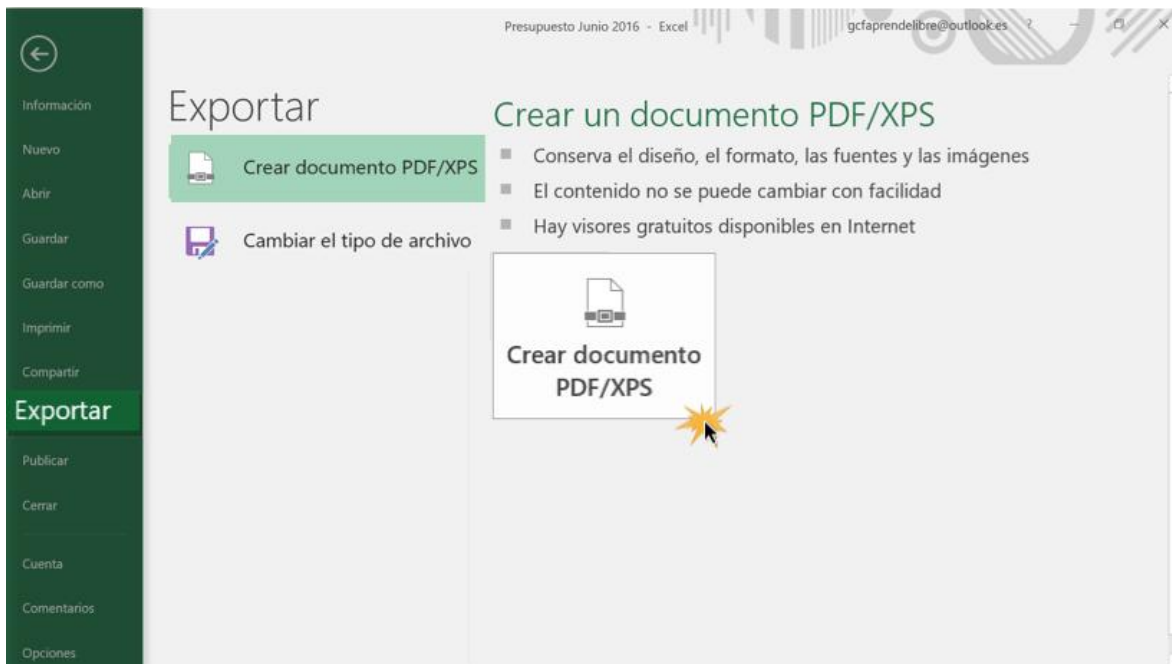 Presupuesto Junio 2016 - Excel
gcfaprendelibre@outlook.es ?
Información
Nuevo
Abrir
Guardar
Guardar como
Imprimir
Compartir
Exportar
Publicar
Cerrar
Cuenta
Comentarios
Opciones
Exportar
Crear documento PDF/XPS
Cambiar el tipo de archivo
Crear un documento PDF/XPS
Conserva el diseño, el formato, las fuentes y las imágenes
El contenido no se puede cambiar con facilidad
Hay visores gratuitos disponibles en Internet
Crear documento
PDF/XPS